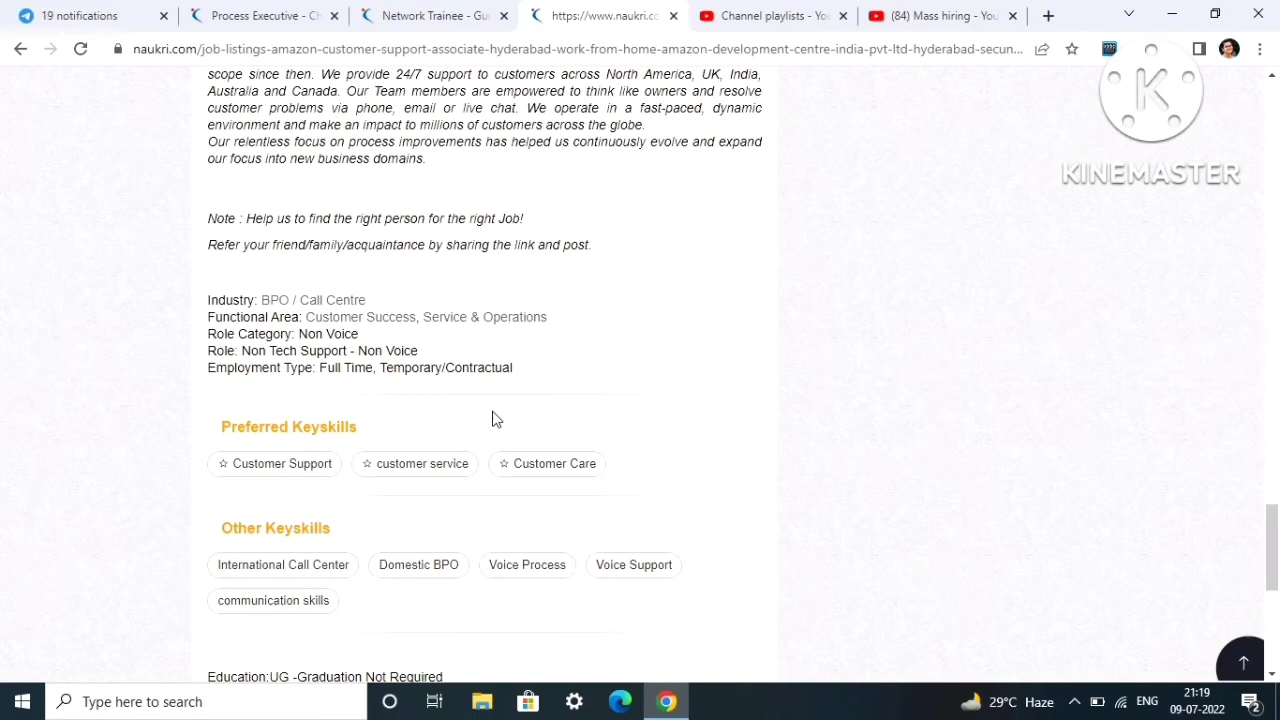 19 notifications
Process Executive - Ch
Network Trainee - Gu
https://www.naukri.co
Channel playlists - Yo
(84) Mass hiring - You
naukri.com/job-listings-amazon-customer-support-associate-hyderabad-work-from-home-amazon-development-centre-india-pvt-ltd-hyderabad-secun...
scope since then. We provide 24/7 support to customers across North America, UK, India,
Australia and Canada. Our Team members are empowered to think like owners and resolve
customer problems via phone, email or live chat. We operate in a fast-paced, dynamic
environment and make an impact to millions of customers across the globe.
Our relentless focus on process improvements has helped us continuously evolve and expand
our focus into new business domains.
K
KINEMASTER
Note : Help us to find the right person for the right Job!
Refer your friend/family/acquaintance by sharing the link and post.
Industry: BPO / Call Centre
Functional Area: Customer Success, Service & Operations
Role Category: Non Voice
Role: Non Tech Support - Non Voice
Employment Type: Full Time, Temporary/Contractual
Preferred Keyskills
Customer Support customer service Customer Care
Other Keyskills
International Call Center Domestic BPO Voice Process Voice Support
communication skills
Education:UG -Graduation Not Required
Type here to search
29°C Haze
ENG
21:19
09-07-2022
2